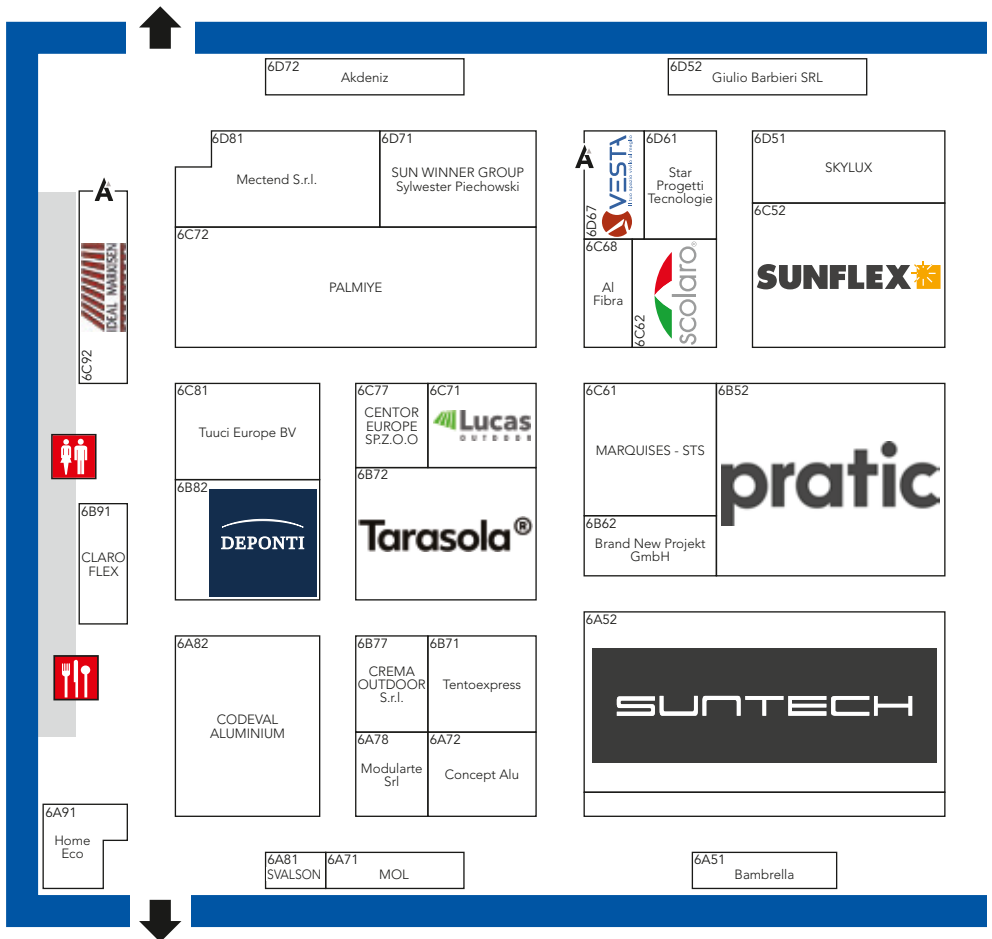 6D72
Akdeniz
6D52
Giulio Barbieri SRL
6D81
Mectend S.r.l.
6D71
SUN WINNER GROUP
Sylwester Piechowski
6C72
PALMIYE
6D67
VESTA
6D61
Star
Progetti
Tecnologie
6C68
Al
Fibra
6C62
scolaro®
6D51
SKYLUX
6C52
SUNFLEX
6C92
IDEAL MARKISEN
6C81
Tuuci Europe BV
6B82
DEPONTI
6C77
CENTOR
EUROPE
SP.Z.O.O
6C71
Lucas
OUTDOOR
6B72
Tarasola®
6C61
MARQUISES - STS
6B62
Brand New Projekt
GmbH
6B52
pratic
6B91
CLARO
FLEX
6A82
CODEVAL
ALUMINIUM
6B77
CREMA
OUTDOOR
S.r.l.
6B71
Tentoexpress
6A78
Modularte
Srl
6A72
Concept Alu
6A52
SUNTECH
6A91
Home
Eco
6A81
SVALSON
6A71
MOL
6A51
Bambrella